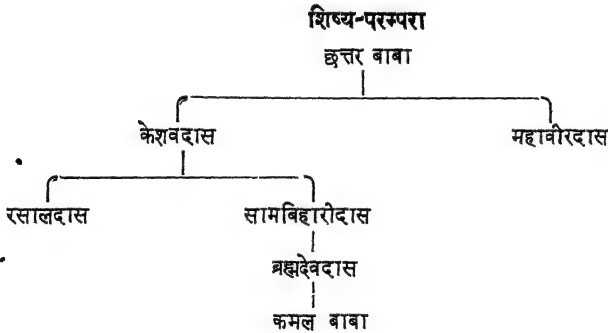 शिष्य-परम्परा
छत्तर बाबा
केशवदास महावीरदास
रसालदास सामबिहारीदास
ब्रह्मदेवदास
कमल बाबा